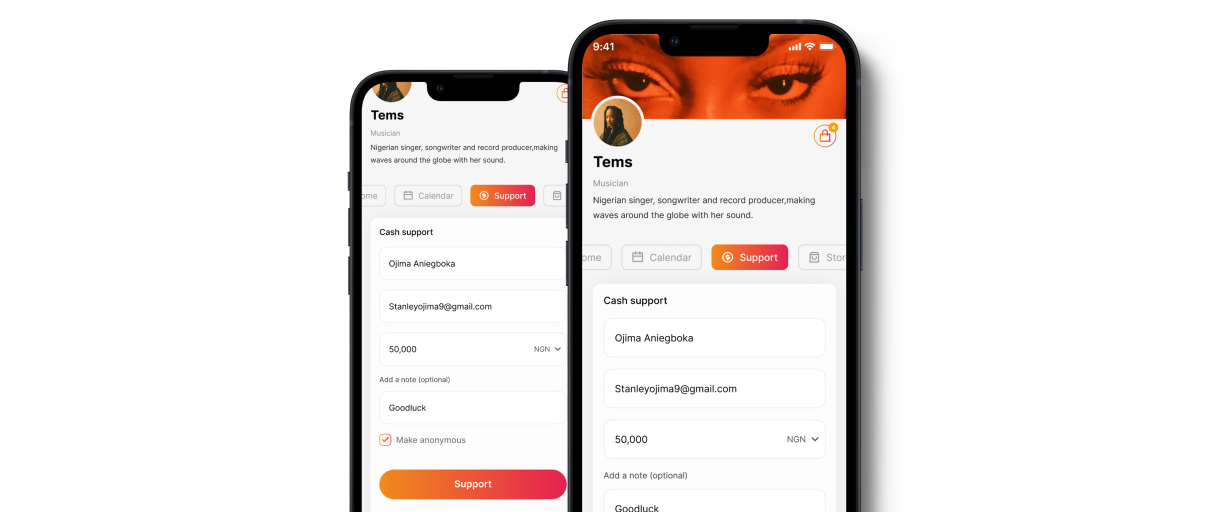 Tems
Musician
Nigerian singer, songwriter and record producer,making
waves around the globe with her sound.
ome
Calendar
Support
Cash support
Ojima Aniegboka
Stanleyojima9@gmail.com
50,000
NGN
Add a note (optional)
Goodluck
Make anonymous
Support
9:41
4
Tems
Musician
Nigerian singer, songwriter and record producer,making
waves around the globe with her sound.
ome
Calendar
Support
Stor
Cash support
Ojima Aniegboka
Stanleyojima9@gmail.com
50,000
NGN
Add a note (optional)
Goodluck